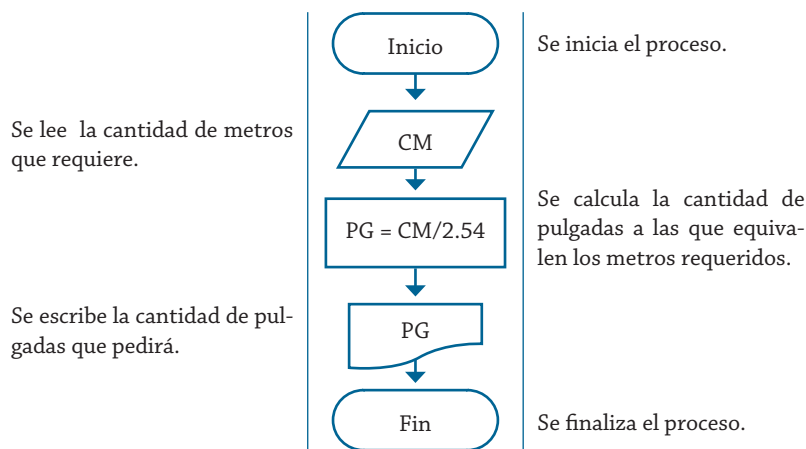 Inicio
Se inicia el proceso.
Se lee la cantidad de metros
que requiere.
CM
PG = CM/2.54
Se calcula la cantidad de
pulgadas a las que equiva-
len los metros requeridos.
Se escribe la cantidad de pul-
gadas que pedirá.
PG
Fin
Se finaliza el proceso.